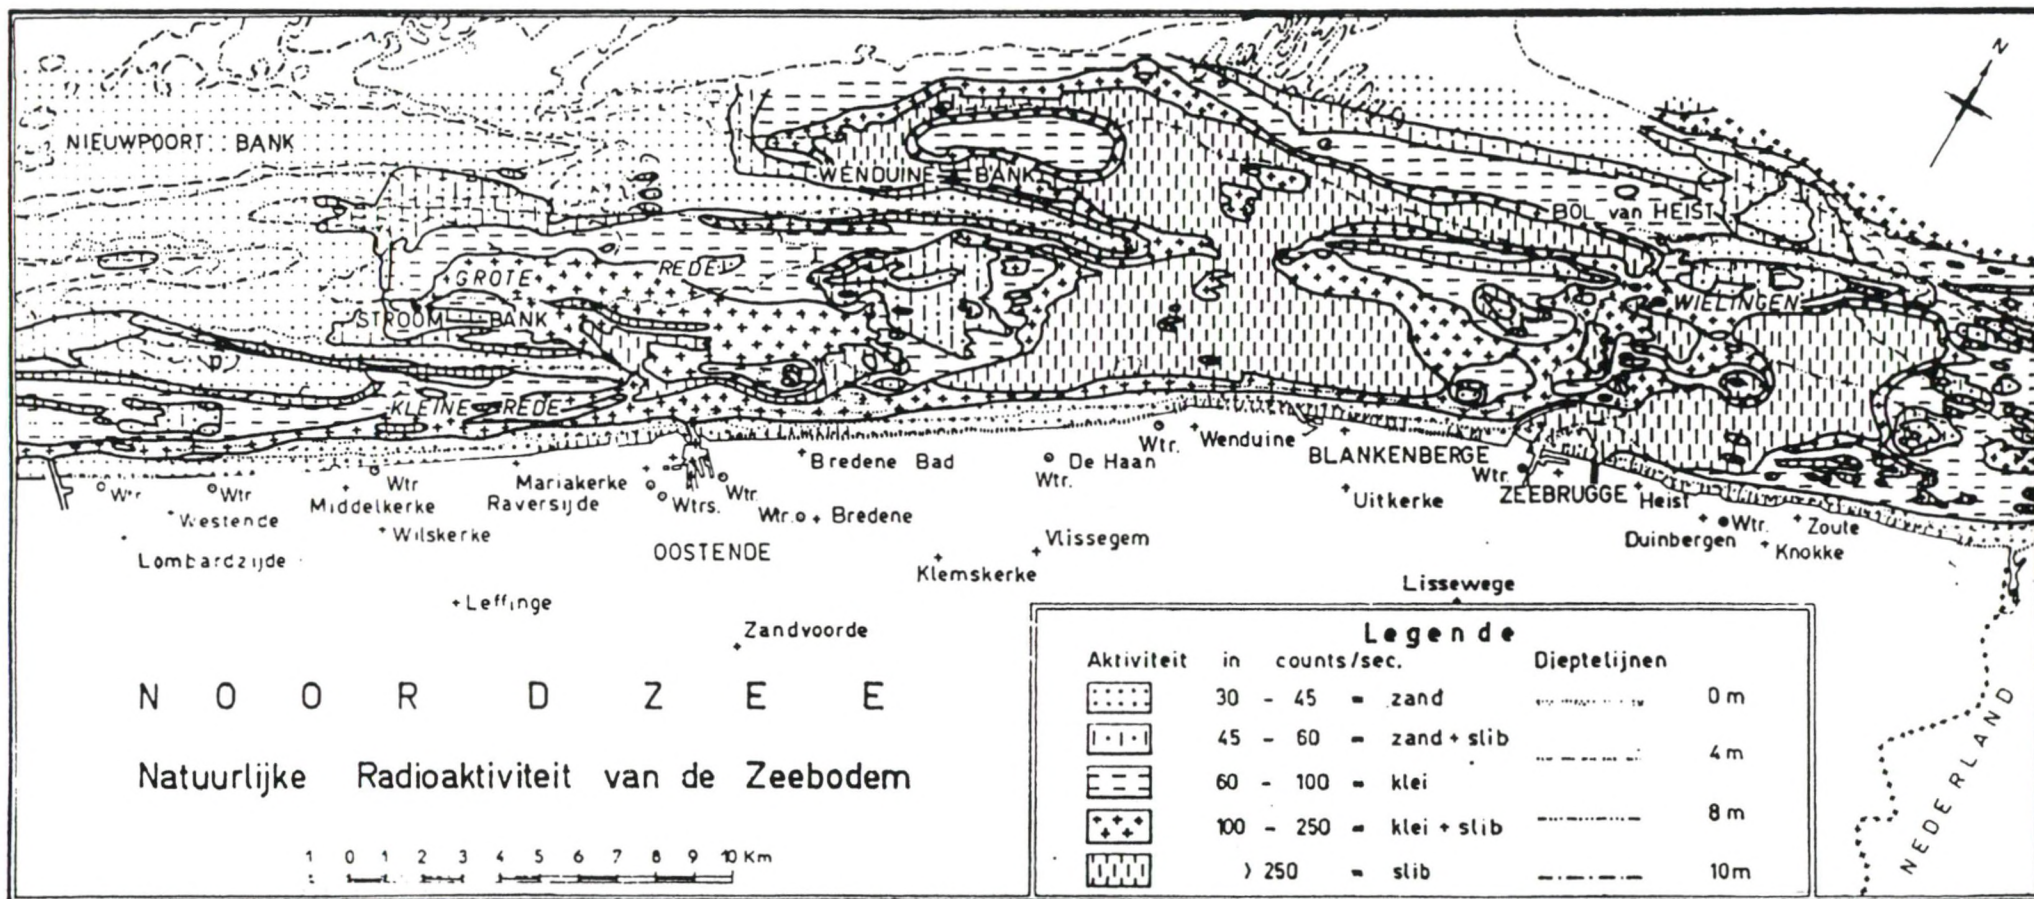 N
NIEUWPOORT BANK
WENDUINE BANK
BOL van HEIST
GROTE REDE
STROOM BANK
WIELINGEN
KLEINE REDE
Wtr
Wtr
Wtr
Westende
Lombardzijde
Middelkerke
Wilskerke
Leffinge
Mariakerke
Raversijde
Wtrs.
Wtr.
OOSTENDE
Bredene Bad
Wtr. Bredene
Zandvoorde
Klemskerke
Vlissegem
De Haan
Wtr.
Wtr.
Wenduine
BLANKENBERGE
Uitkerke
Wtr.
ZEEBRUGGE
Heist
Duinbergen
Wtr.
Zoute
Knokke
Lissewege
NEDERLAND
NOORDZEE
Natuurlijke Radioaktiviteit van de Zeebodem
1 0 1 2 3 4 5 6 7 8 9 10 Km
Legende
Aktiviteit in counts/sec. Dieptelijnen
30 - 45 = zand 0 m
45 - 60 = zand + slib 4 m
60 - 100 = klei
100 - 250 = klei + slib 8 m
> 250 = slib 10 m